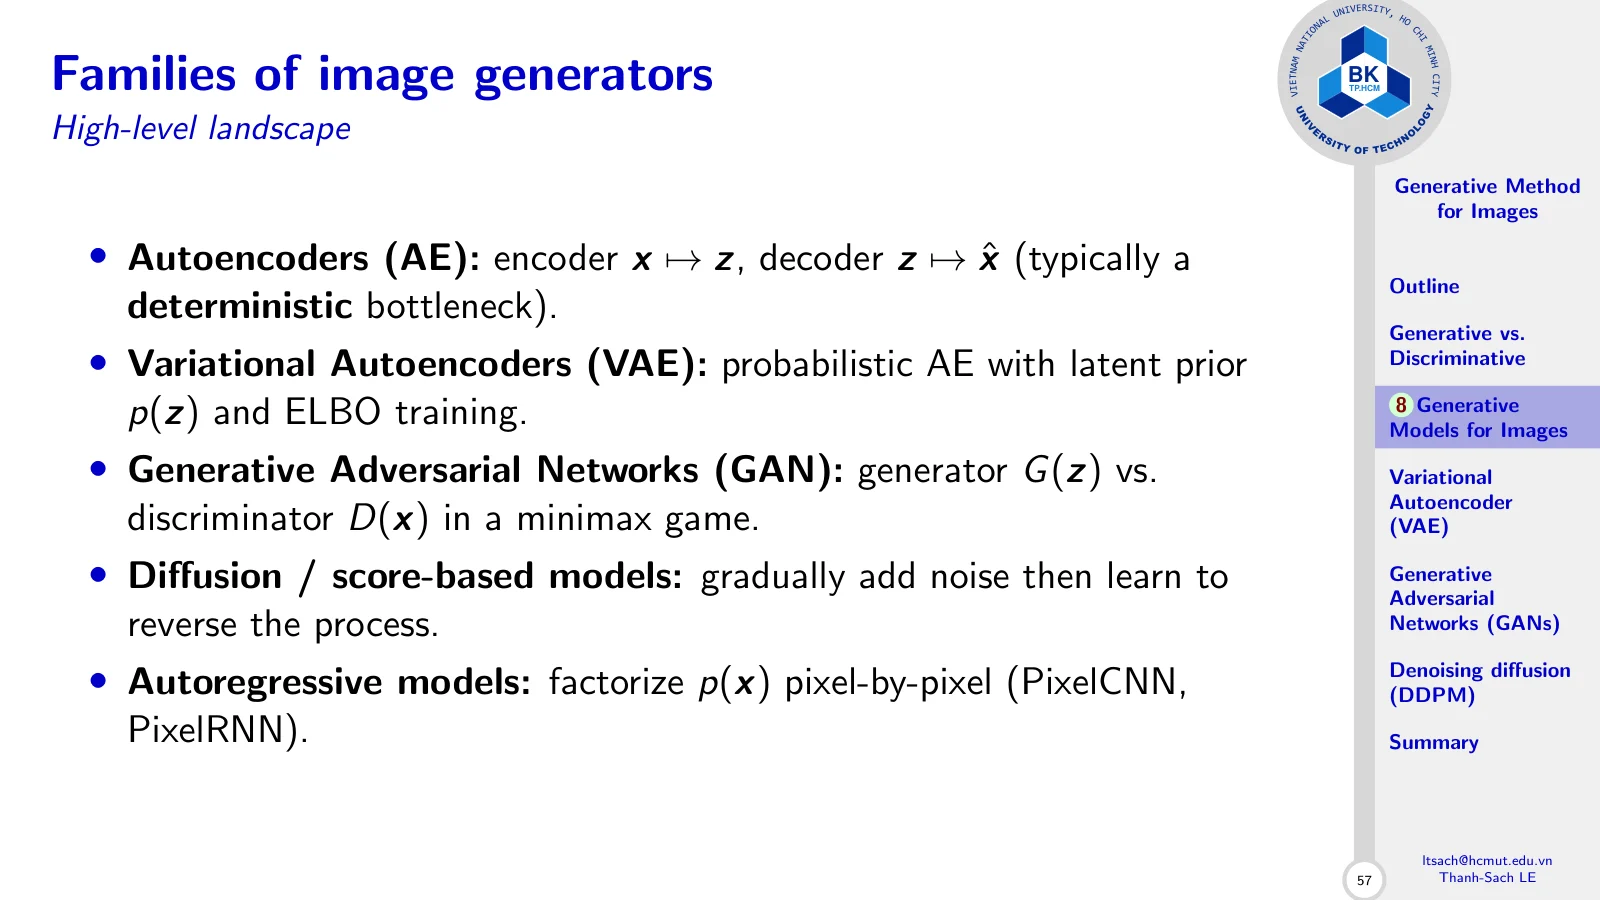 Families of image generators
High-level landscape
• Autoencoders (AE): encoder x ↦ z, decoder z ↦ x̂ (typically a
deterministic bottleneck).
• Variational Autoencoders (VAE): probabilistic AE with latent prior
p(z) and ELBO training.
• Generative Adversarial Networks (GAN): generator G(z) vs.
discriminator D(x) in a minimax game.
• Diffusion / score-based models: gradually add noise then learn to
reverse the process.
• Autoregressive models: factorize p(x) pixel-by-pixel (PixelCNN,
PixelRNN).
VIETNAM NATIONAL UNIVERSITY, HO CHI MINH CITY
BK
TP.HCM
UNIVERSITY OF TECHNOLOGY
Generative Method
for Images
Outline
Generative vs.
Discriminative
8 Generative
Models for Images
Variational
Autoencoder
(VAE)
Generative
Adversarial
Networks (GANs)
Denoising diffusion
(DDPM)
Summary
ltsach@hcmut.edu.vn
Thanh-Sach LE
57